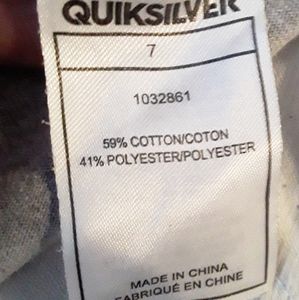 QUIKSILVER
7
1032861
59% COTTON/COTON
41% POLYESTER/POLYESTER
MADE IN CHINA
FABRIQUÉ EN CHINE